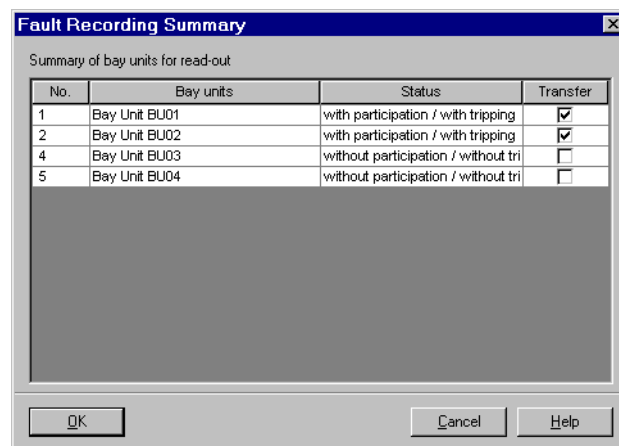 Fault Recording Summary
Summary of bay units for read-out
No. Bay units Status Transfer
1 Bay Unit BU01 with participation / with tripping
2 Bay Unit BU02 with participation / with tripping
4 Bay Unit BU03 without participation / without tri
5 Bay Unit BU04 without participation / without tri
OK Cancel Help